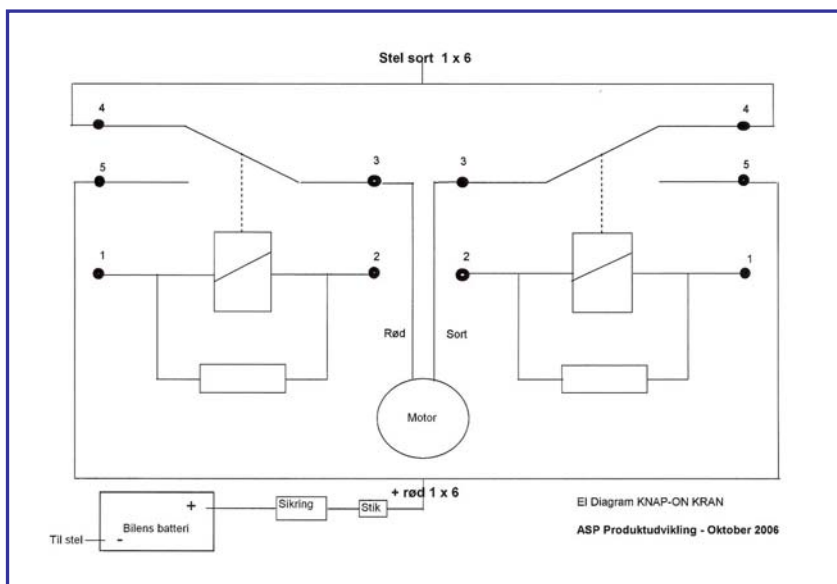 Stel sort 1 x 6
4
4
5
3
3
5
1
2
2
1
Rød
Sort
Motor
+ rød 1 x 6
+
Sikring
Stik
Bilens batteri
Til stel
-
El Diagram KNAP-ON KRAN
ASP Produktudvikling - Oktober 2006